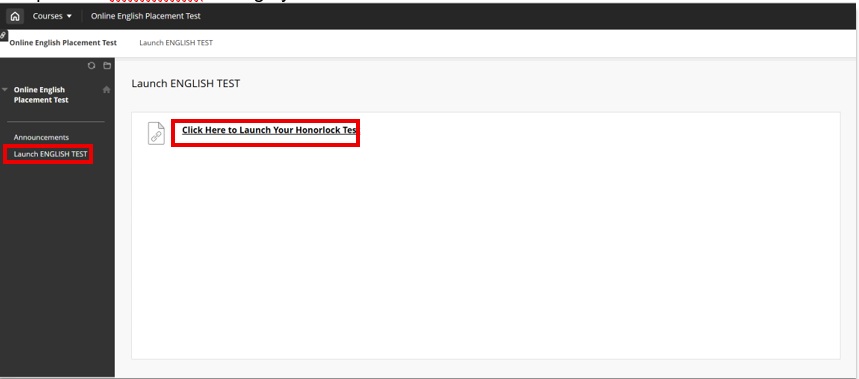 Courses Online English Placement Test
Online English Placement Test Launch ENGLISH TEST
Online English
Placement Test
Announcements
Launch ENGLISH TEST
Launch ENGLISH TEST
Click Here to Launch Your Honorlock Tes